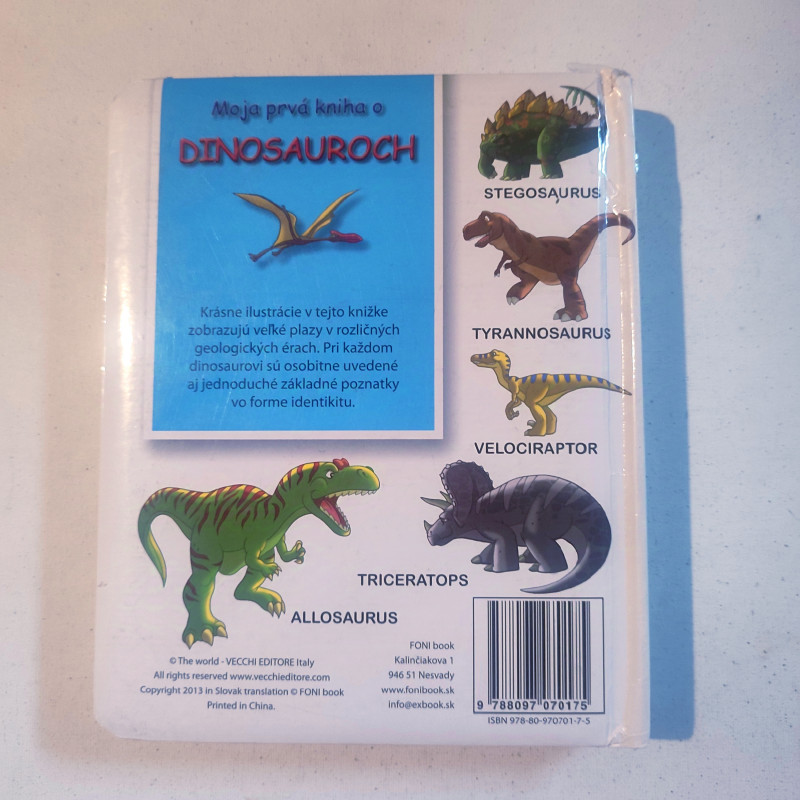 Moja prvá kniha o
DINOSAUROCH
Krásne ilustrácie v tejto knižke
zobrazujú veľké plazy v rozličných
geologických érach. Pri každom
dinosaurovi sú osobitne uvedené
aj jednoduché základné poznatky
vo forme identikitu.
STEGOSAURUS
TYRANNOSAURUS
VELOCIRAPTOR
TRICERATOPS
ALLOSAURUS
© The world - VECCHI EDITORE Italy
All rights reserved www.vecchieditore.com
Copyright 2013 in Slovak translation © FONI book
Printed in China.
FONI book
Kalinčiakova 1
946 51 Nesvady
www.fonibook.sk
info@exbook.sk
9 788097 070175
ISBN 978-80-970701-7-5